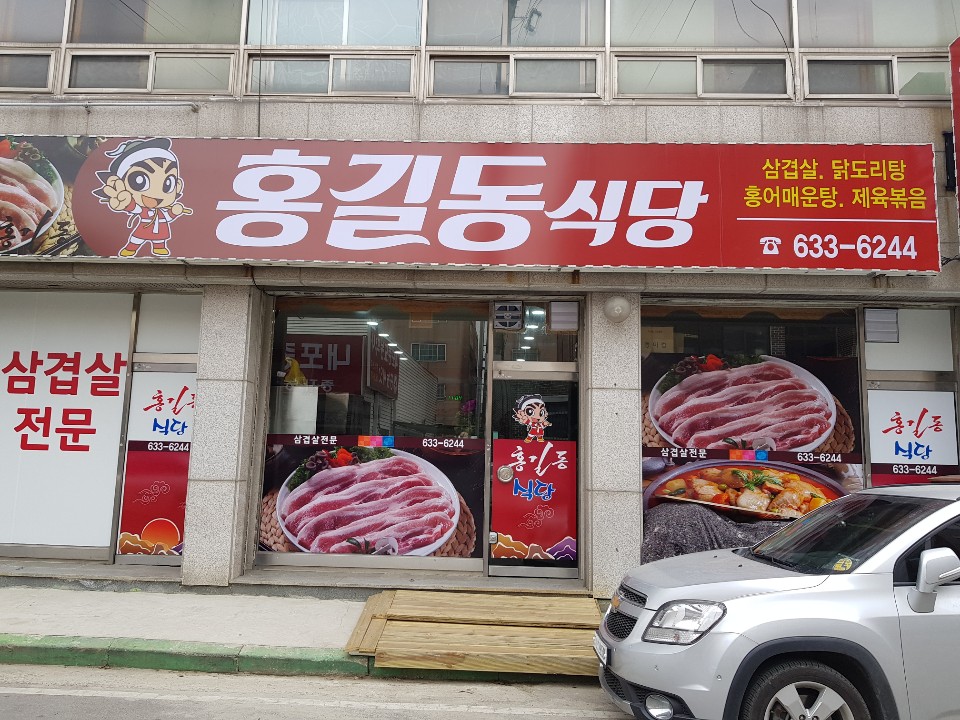 홍길동식당
삼겹살. 닭도리탕
홍어매운탕. 제육볶음
☎ 633-6244
삼겹살
전문
홍길동
식당
633-6244
내포
삼겹살전문
633-6244
홍길동
식당
삼겹살전문
633-6244
홍길동
식당
633-6244